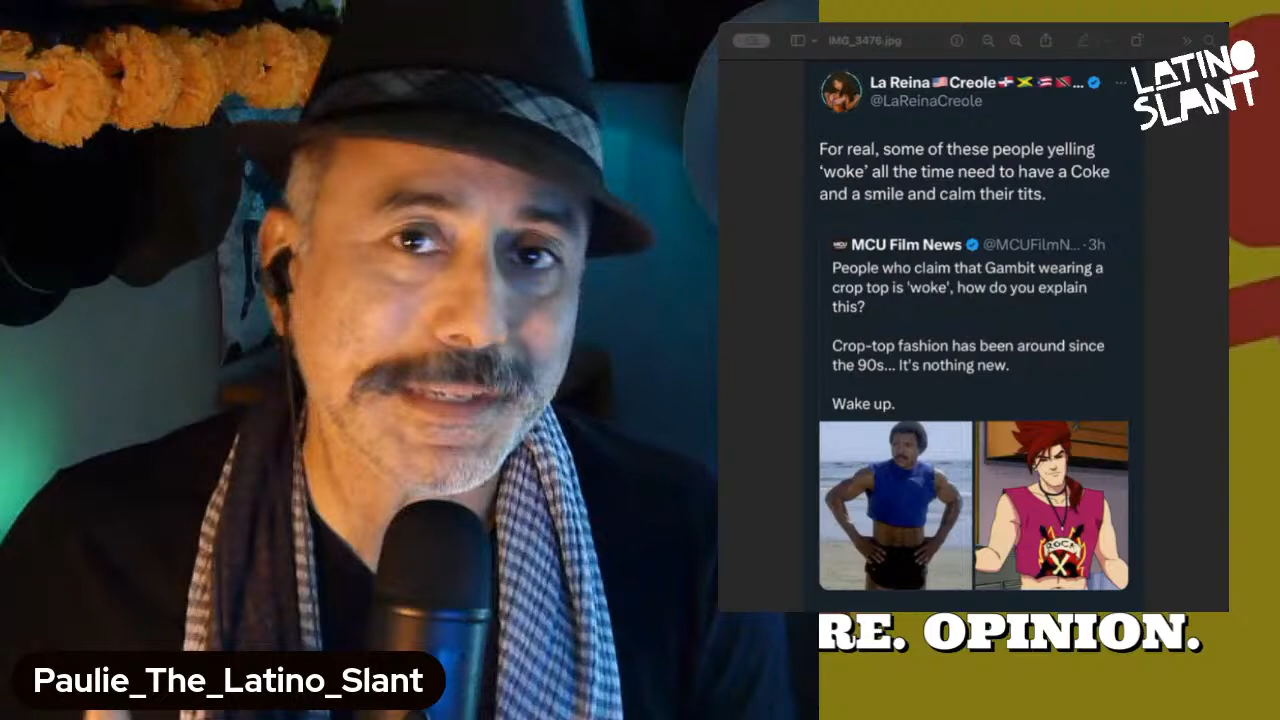 IMG_3476.jpg
LATINO
SLANT
La Reina 🇺🇸Creole🇩🇴🇯🇲🇵🇷🇹🇹...
@LaReinaCreole
For real, some of these people yelling
‘woke’ all the time need to have a Coke
and a smile and calm their tits.
MCU Film News @MCUFilmN... · 3h
People who claim that Gambit wearing a
crop top is 'woke', how do you explain
this?
Crop-top fashion has been around since
the 90s... It's nothing new.
Wake up.
ROCK
X
RE. OPINION.
Paulie_The_Latino_Slant